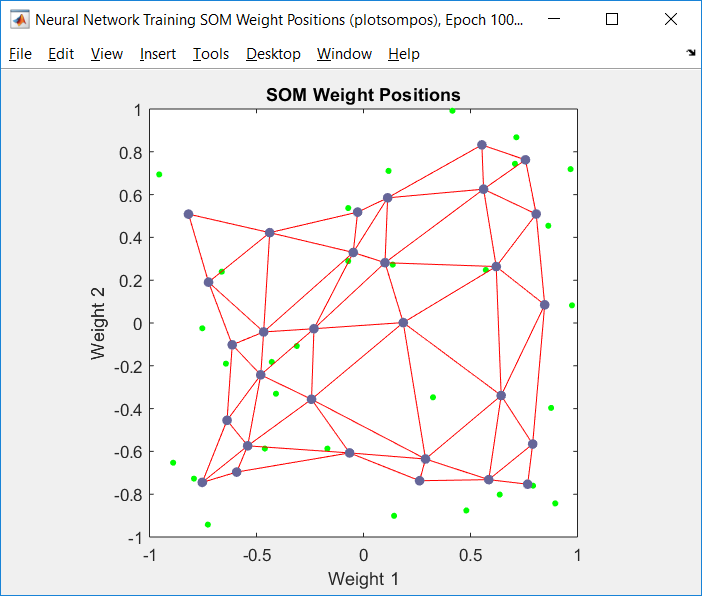 Neural Network Training SOM Weight Positions (plotsompos), Epoch 100...
File Edit View Insert Tools Desktop Window Help
SOM Weight Positions
1
0.8
0.6
0.4
0.2
0
-0.2
-0.4
-0.6
-0.8
-1
Weight 2
-1 -0.5 0 0.5 1
Weight 1